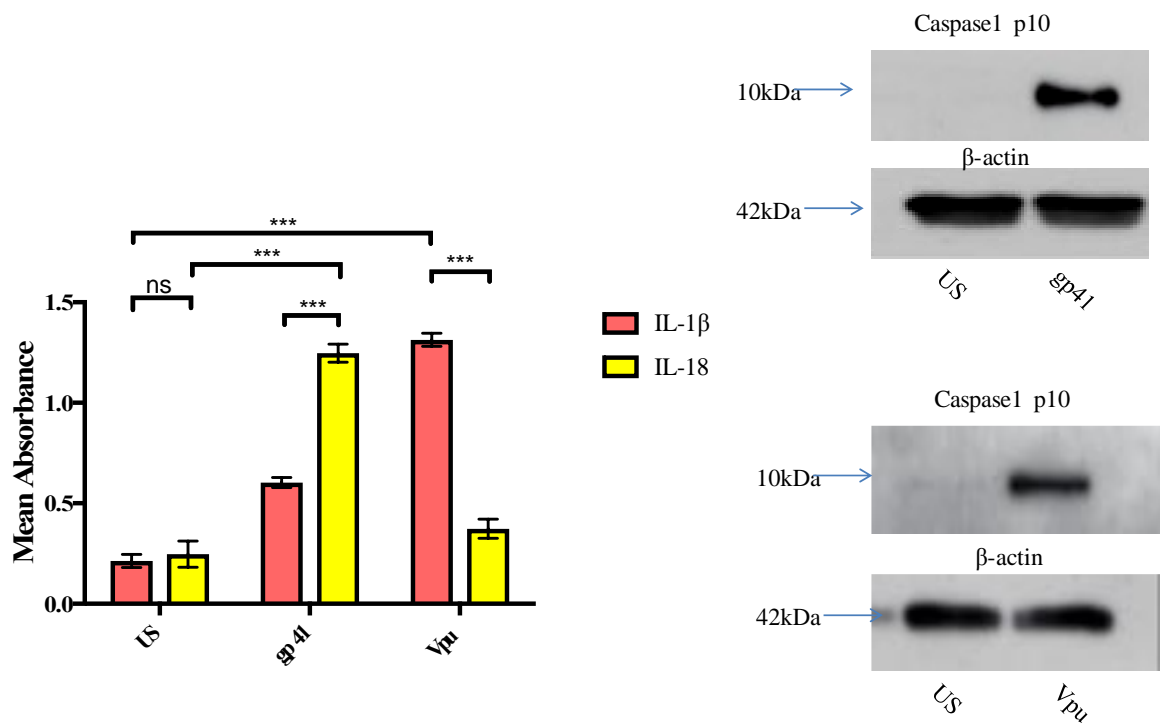 ***
***
***
ns
***
1.5
1.0
0.5
0.0
Mean Absorbance
US
gp41
Vpu
IL-1β
IL-18
Caspase1 p10
10kDa
β-actin
42kDa
US
gp41
Caspase1 p10
10kDa
β-actin
42kDa
US
Vpu